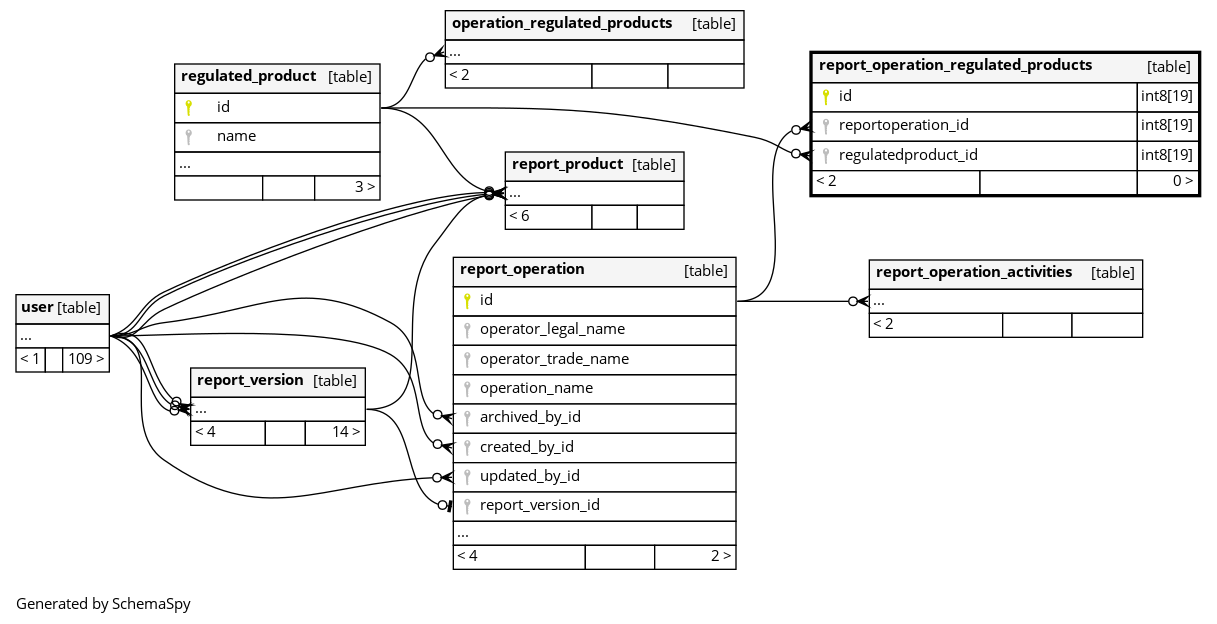 operation_regulated_products [table]
...
< 2
regulated_product [table]
id
name
...
3 >
report_operation_regulated_products [table]
id int8[19]
reportoperation_id int8[19]
regulatedproduct_id int8[19]
< 2 0 >
report_product [table]
...
< 6
report_operation [table]
id
operator_legal_name
operator_trade_name
operation_name
archived_by_id
created_by_id
updated_by_id
report_version_id
...
< 4 2 >
report_operation_activities [table]
...
< 2
user [table]
...
< 1 109 >
report_version [table]
...
< 4 14 >
Generated by SchemaSpy